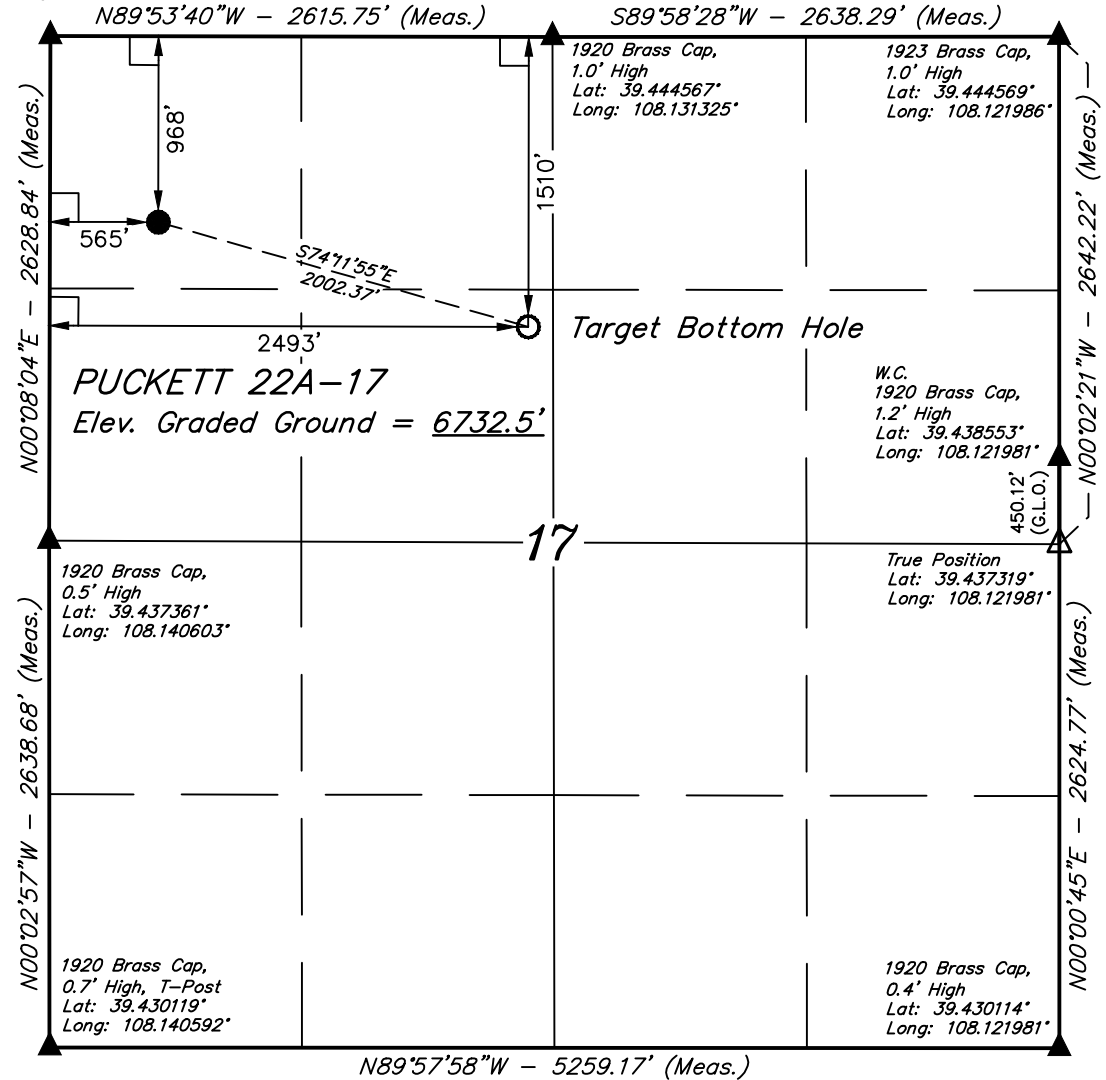 N89°53'40"W - 2615.75' (Meas.)
S89°58'28"W - 2638.29' (Meas.)
1920 Brass Cap,
1.0' High
Lat: 39.444567°
Long: 108.131325°
1923 Brass Cap,
1.0' High
Lat: 39.444569°
Long: 108.121986°
N00°08'04"E - 2628.84' (Meas.)
968'
1510'
N00°02'21"W - 2642.22' (Meas.)
565'
S74°11'55"E
2002.37'
2493'
Target Bottom Hole
PUCKETT 22A-17
Elev. Graded Ground = 6732.5'
W.C.
1920 Brass Cap,
1.2' High
Lat: 39.438553°
Long: 108.121981°
450.12'
(G.L.O.)
17
1920 Brass Cap,
0.5' High
Lat: 39.437361°
Long: 108.140603°
True Position
Lat: 39.437319°
Long: 108.121981°
N00°02'57"W - 2638.68' (Meas.)
N00°00'45"E - 2624.77' (Meas.)
1920 Brass Cap,
0.7' High, T-Post
Lat: 39.430119°
Long: 108.140592°
1920 Brass Cap,
0.4' High
Lat: 39.430114°
Long: 108.121981°
N89°57'58"W - 5259.17' (Meas.)